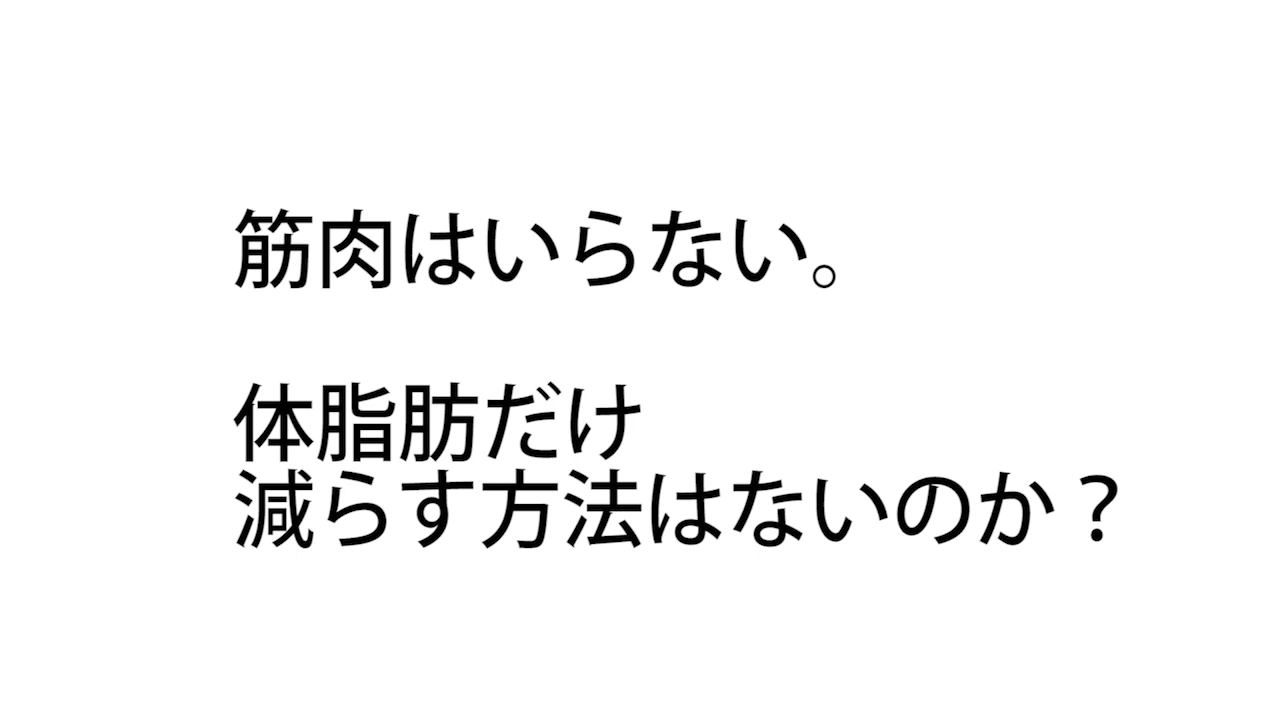 筋肉はいらない。
体脂肪だけ
減らす方法はないのか？